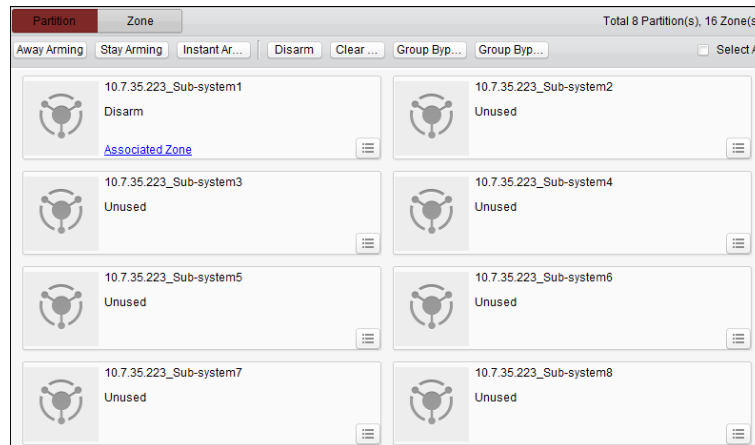 Partition Zone Total 8 Partition(s), 16 Zone(s
Away Arming Stay Arming Instant Ar... Disarm Clear ... Group Byp... Group Byp... Select A
10.7.35.223_Sub-system1 10.7.35.223_Sub-system2
Disarm Unused
Associated Zone
10.7.35.223_Sub-system3 10.7.35.223_Sub-system4
Unused Unused
10.7.35.223_Sub-system5 10.7.35.223_Sub-system6
Unused Unused
10.7.35.223_Sub-system7 10.7.35.223_Sub-system8
Unused Unused